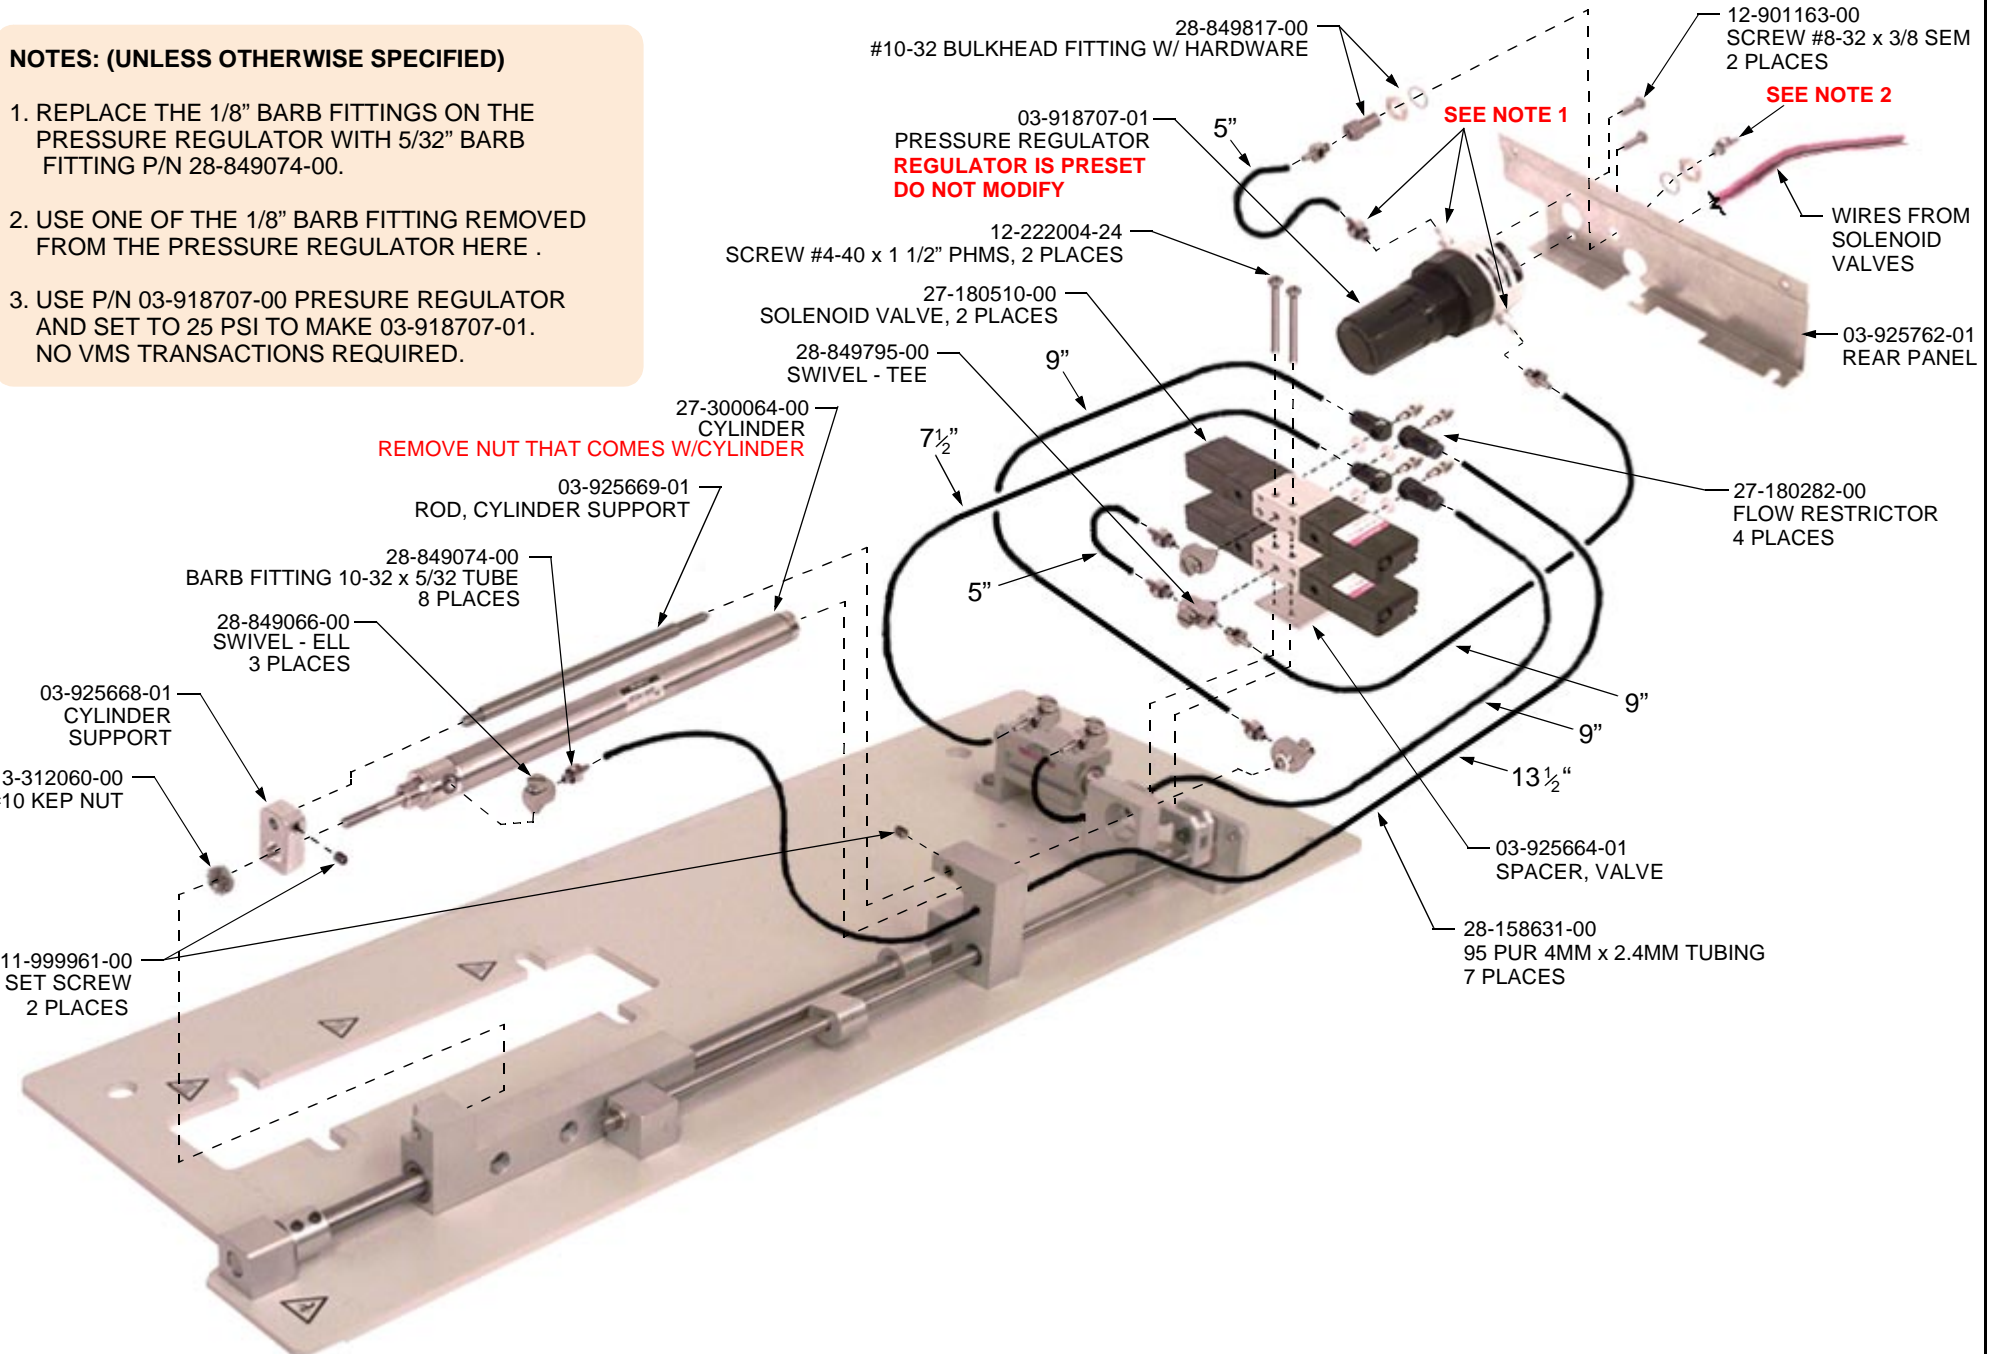 NOTES: (UNLESS OTHERWISE SPECIFIED)
1. REPLACE THE 1/8” BARB FITTINGS ON THE
PRESSURE REGULATOR WITH 5/32” BARB
FITTING P/N 28-849074-00.
2. USE ONE OF THE 1/8” BARB FITTING REMOVED
FROM THE PRESSURE REGULATOR HERE .
3. USE P/N 03-918707-00 PRESURE REGULATOR
AND SET TO 25 PSI TO MAKE 03-918707-01.
NO VMS TRANSACTIONS REQUIRED.
28-849817-00
#10-32 BULKHEAD FITTING W/ HARDWARE
12-901163-00
SCREW #8-32 x 3/8 SEM
2 PLACES
SEE NOTE 2
SEE NOTE 1
03-918707-01
PRESSURE REGULATOR
REGULATOR IS PRESET
DO NOT MODIFY
5”
WIRES FROM
SOLENOID
VALVES
12-222004-24
SCREW #4-40 x 1 1/2” PHMS, 2 PLACES
27-180510-00
SOLENOID VALVE, 2 PLACES
28-849795-00
SWIVEL - TEE
03-925762-01
REAR PANEL
9”
7½”
27-300064-00
CYLINDER
REMOVE NUT THAT COMES W/CYLINDER
03-925669-01
ROD, CYLINDER SUPPORT
27-180282-00
FLOW RESTRICTOR
4 PLACES
28-849074-00
BARB FITTING 10-32 x 5/32 TUBE
8 PLACES
5”
28-849066-00
SWIVEL - ELL
3 PLACES
03-925668-01
CYLINDER
SUPPORT
9”
9”
13½“
3-312060-00
#10 KEP NUT
03-925664-01
SPACER, VALVE
28-158631-00
95 PUR 4MM x 2.4MM TUBING
7 PLACES
11-999961-00
SET SCREW
2 PLACES